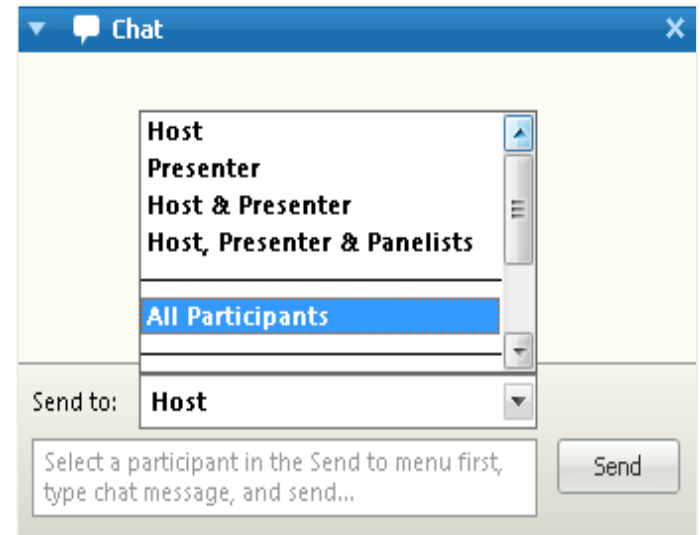 Chat
Host
Presenter
Host & Presenter
Host, Presenter & Panelists
All Participants
Send to: Host
Select a participant in the Send to menu first,
type chat message, and send...
Send